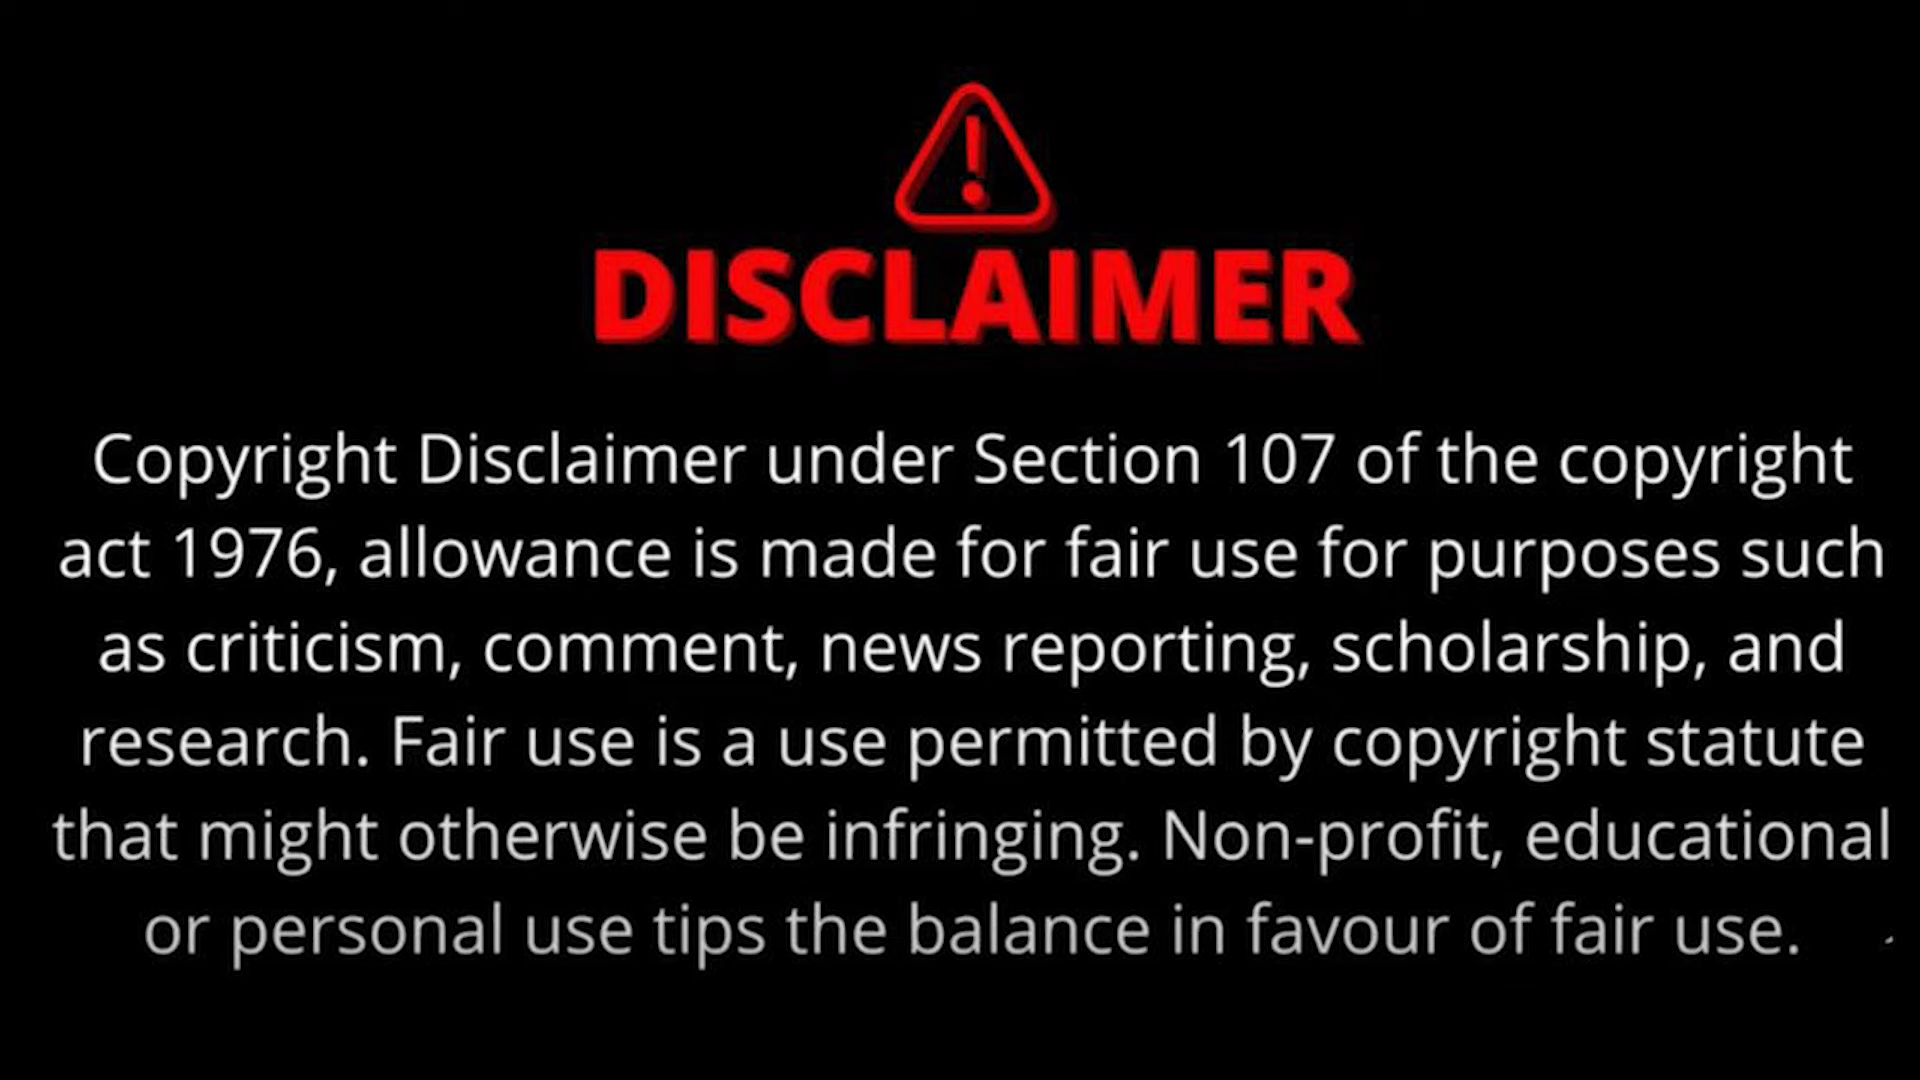 DISCLAIMER
Copyright Disclaimer under Section 107 of the copyright
act 1976, allowance is made for fair use for purposes such
as criticism, comment, news reporting, scholarship, and
research. Fair use is a use permitted by copyright statute
that might otherwise be infringing. Non-profit, educational
or personal use tips the balance in favour of fair use.